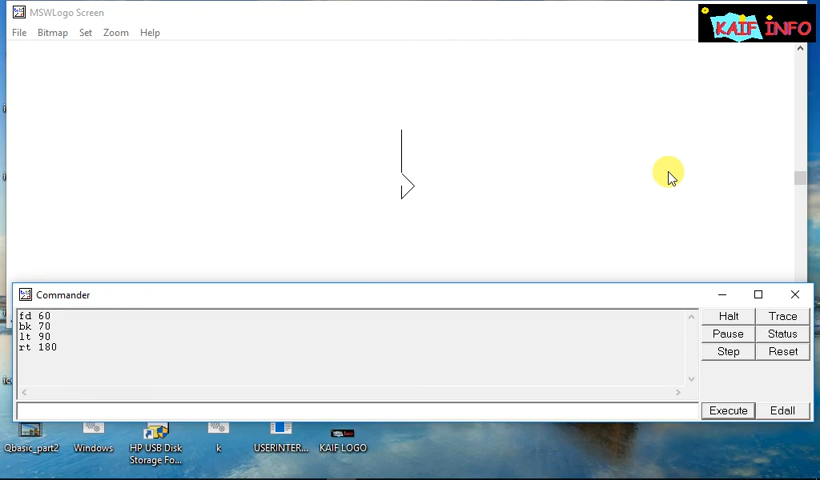 MSWLogo Screen
KAIF INFO
File Bitmap Set Zoom Help
Commander
fd 60
bk 70
lt 90
rt 180
Halt Trace
Pause Status
Step Reset
Execute Edall
Qbasic_part2 Windows HP USB Disk Storage Fo... k USERINTER... KAIF LOGO